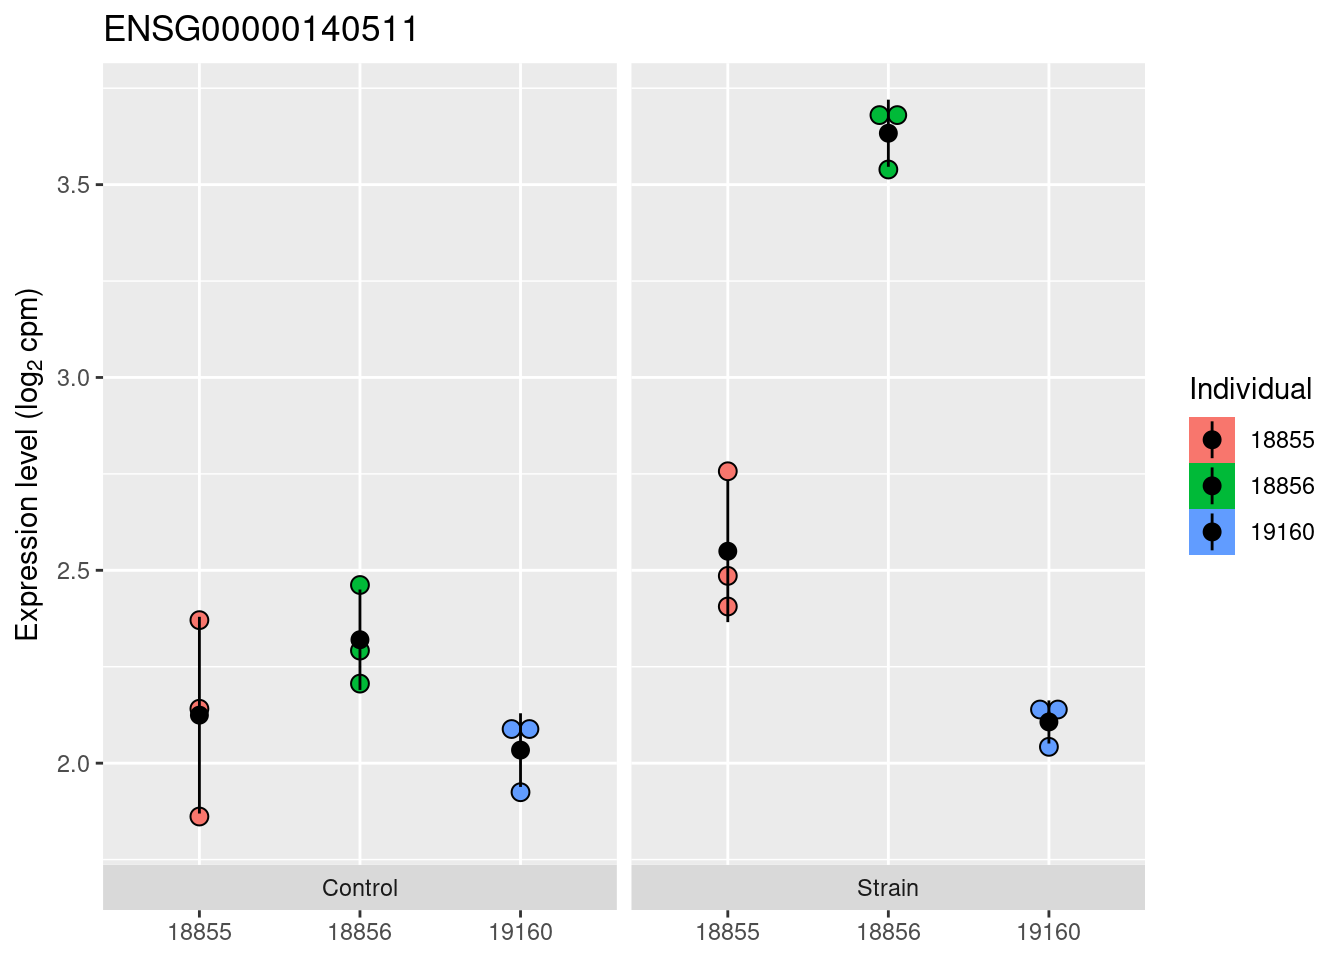 ENSG00000140511
Expression level (log2 cpm)
3.5
3.0
2.5
2.0
Control
Strain
18855
18856
19160
18855
18856
19160
Individual
18855
18856
19160